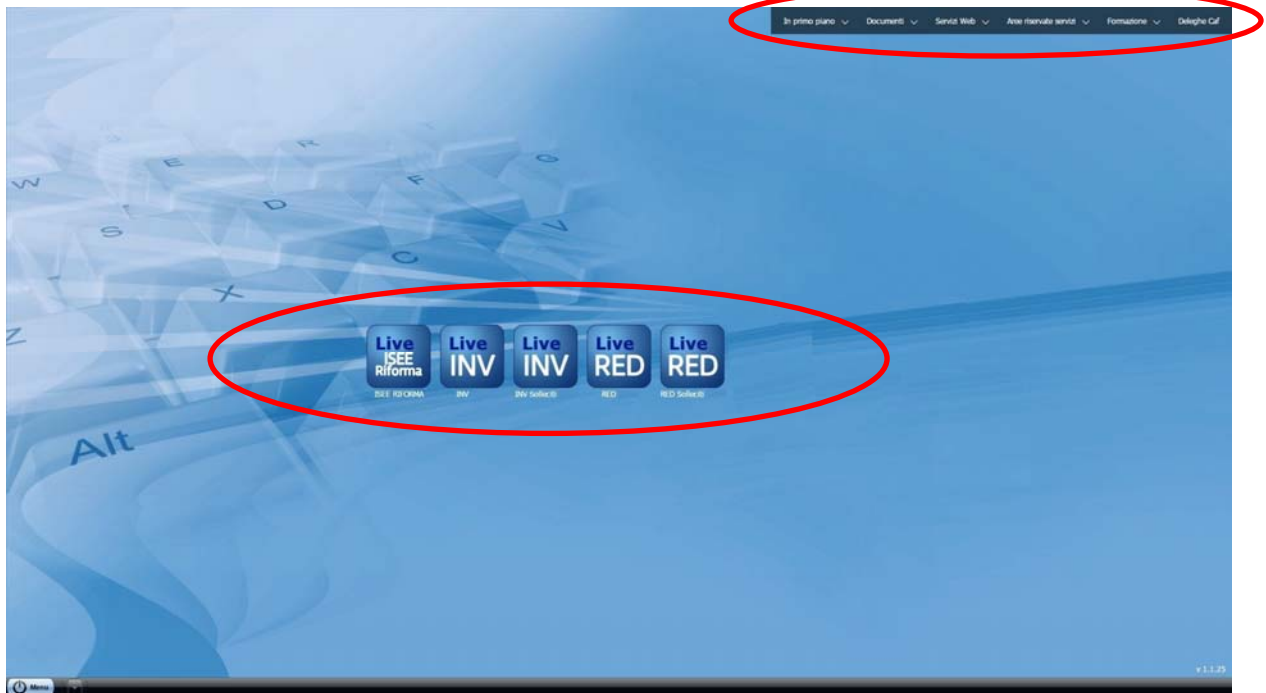 In primo piano Documenti Servizi Web Aree riservate servizi Formazione Deleghe Caf
W S E R D F G
S X C V
Z
Alt
Live ISEE Riforma
Live INV
Live INV
Live RED
Live RED
ISEE RIFORMA INV INV Solleciti RED RED Solleciti
v 1.1.25
Menu